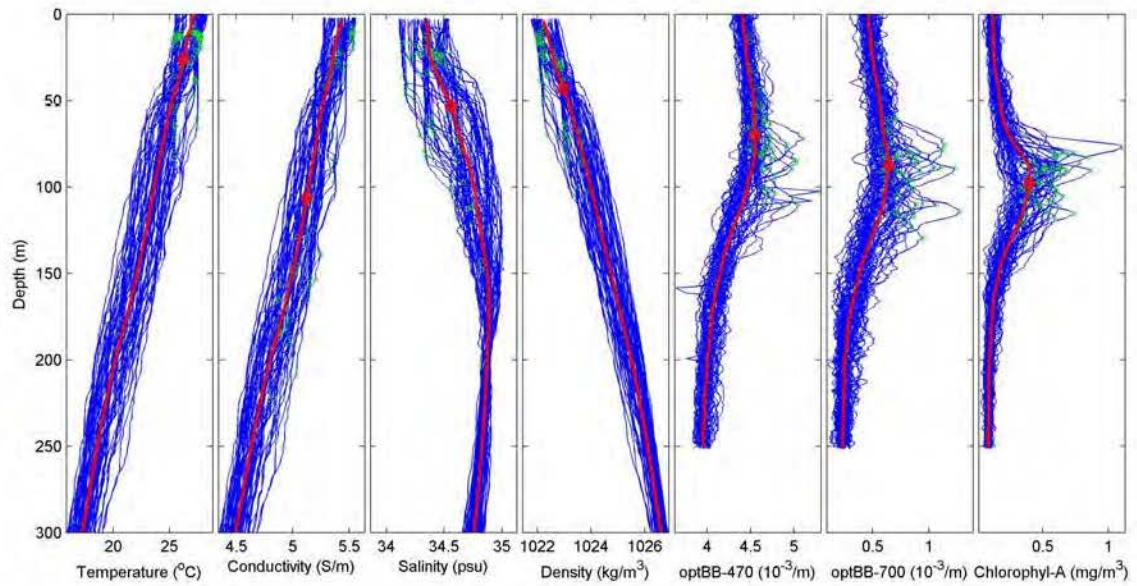 0
50
100
150
200
250
300
Depth (m)
20 25
4.5 5 5.5
34 34.5 35
1022 1024 1026
4 4.5 5
0.5 1
0.5 1
Temperature (°C)
Conductivity (S/m)
Salinity (psu)
Density (kg/m³)
optBB-470 (10⁻³/m)
optBB-700 (10⁻³/m)
Chlorophyl-A (mg/m³)